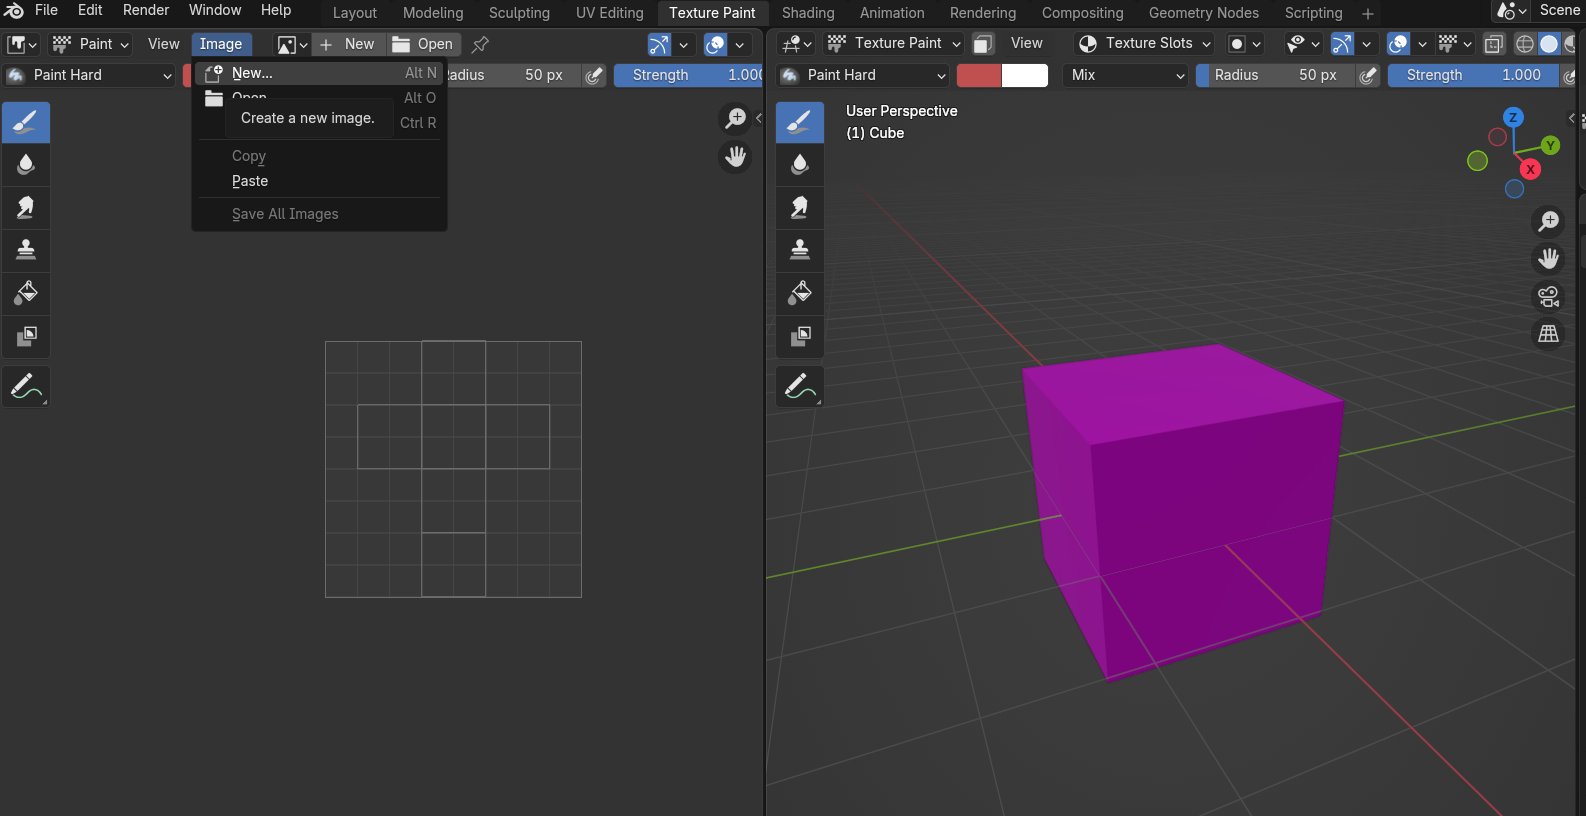 File Edit Render Window Help Layout Modeling Sculpting UV Editing Texture Paint Shading Animation Rendering Compositing Geometry Nodes Scripting + Scene
Paint View Image New Open Texture Paint View Texture Slots
Paint Hard Radius 50 px Strength 1.000 Paint Hard Mix Radius 50 px Strength 1.000
New... Alt N
Open... Alt O
Create a new image. Ctrl R
Copy
Paste
Save All Images
User Perspective
(1) Cube
Z
Y
X